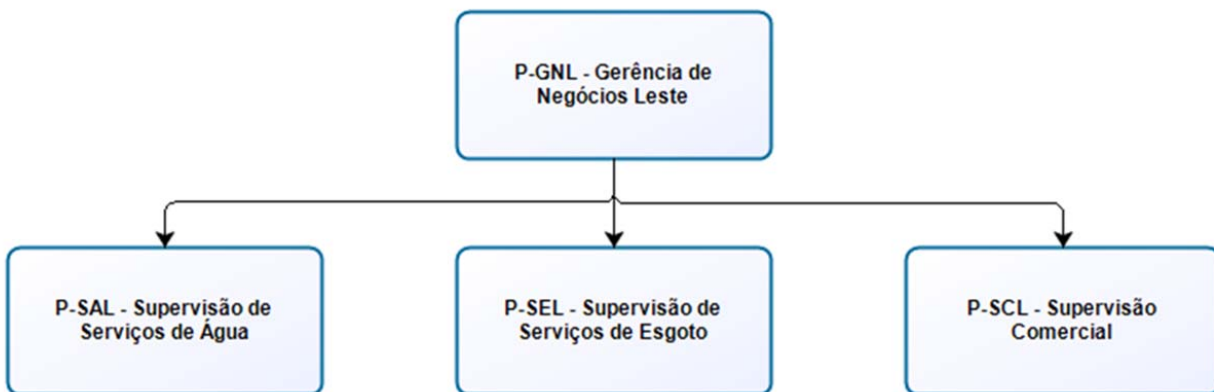 P-GNL - Gerência de
Negócios Leste
P-SAL - Supervisão de
Serviços de Água
P-SEL - Supervisão de
Serviços de Esgoto
P-SCL - Supervisão
Comercial